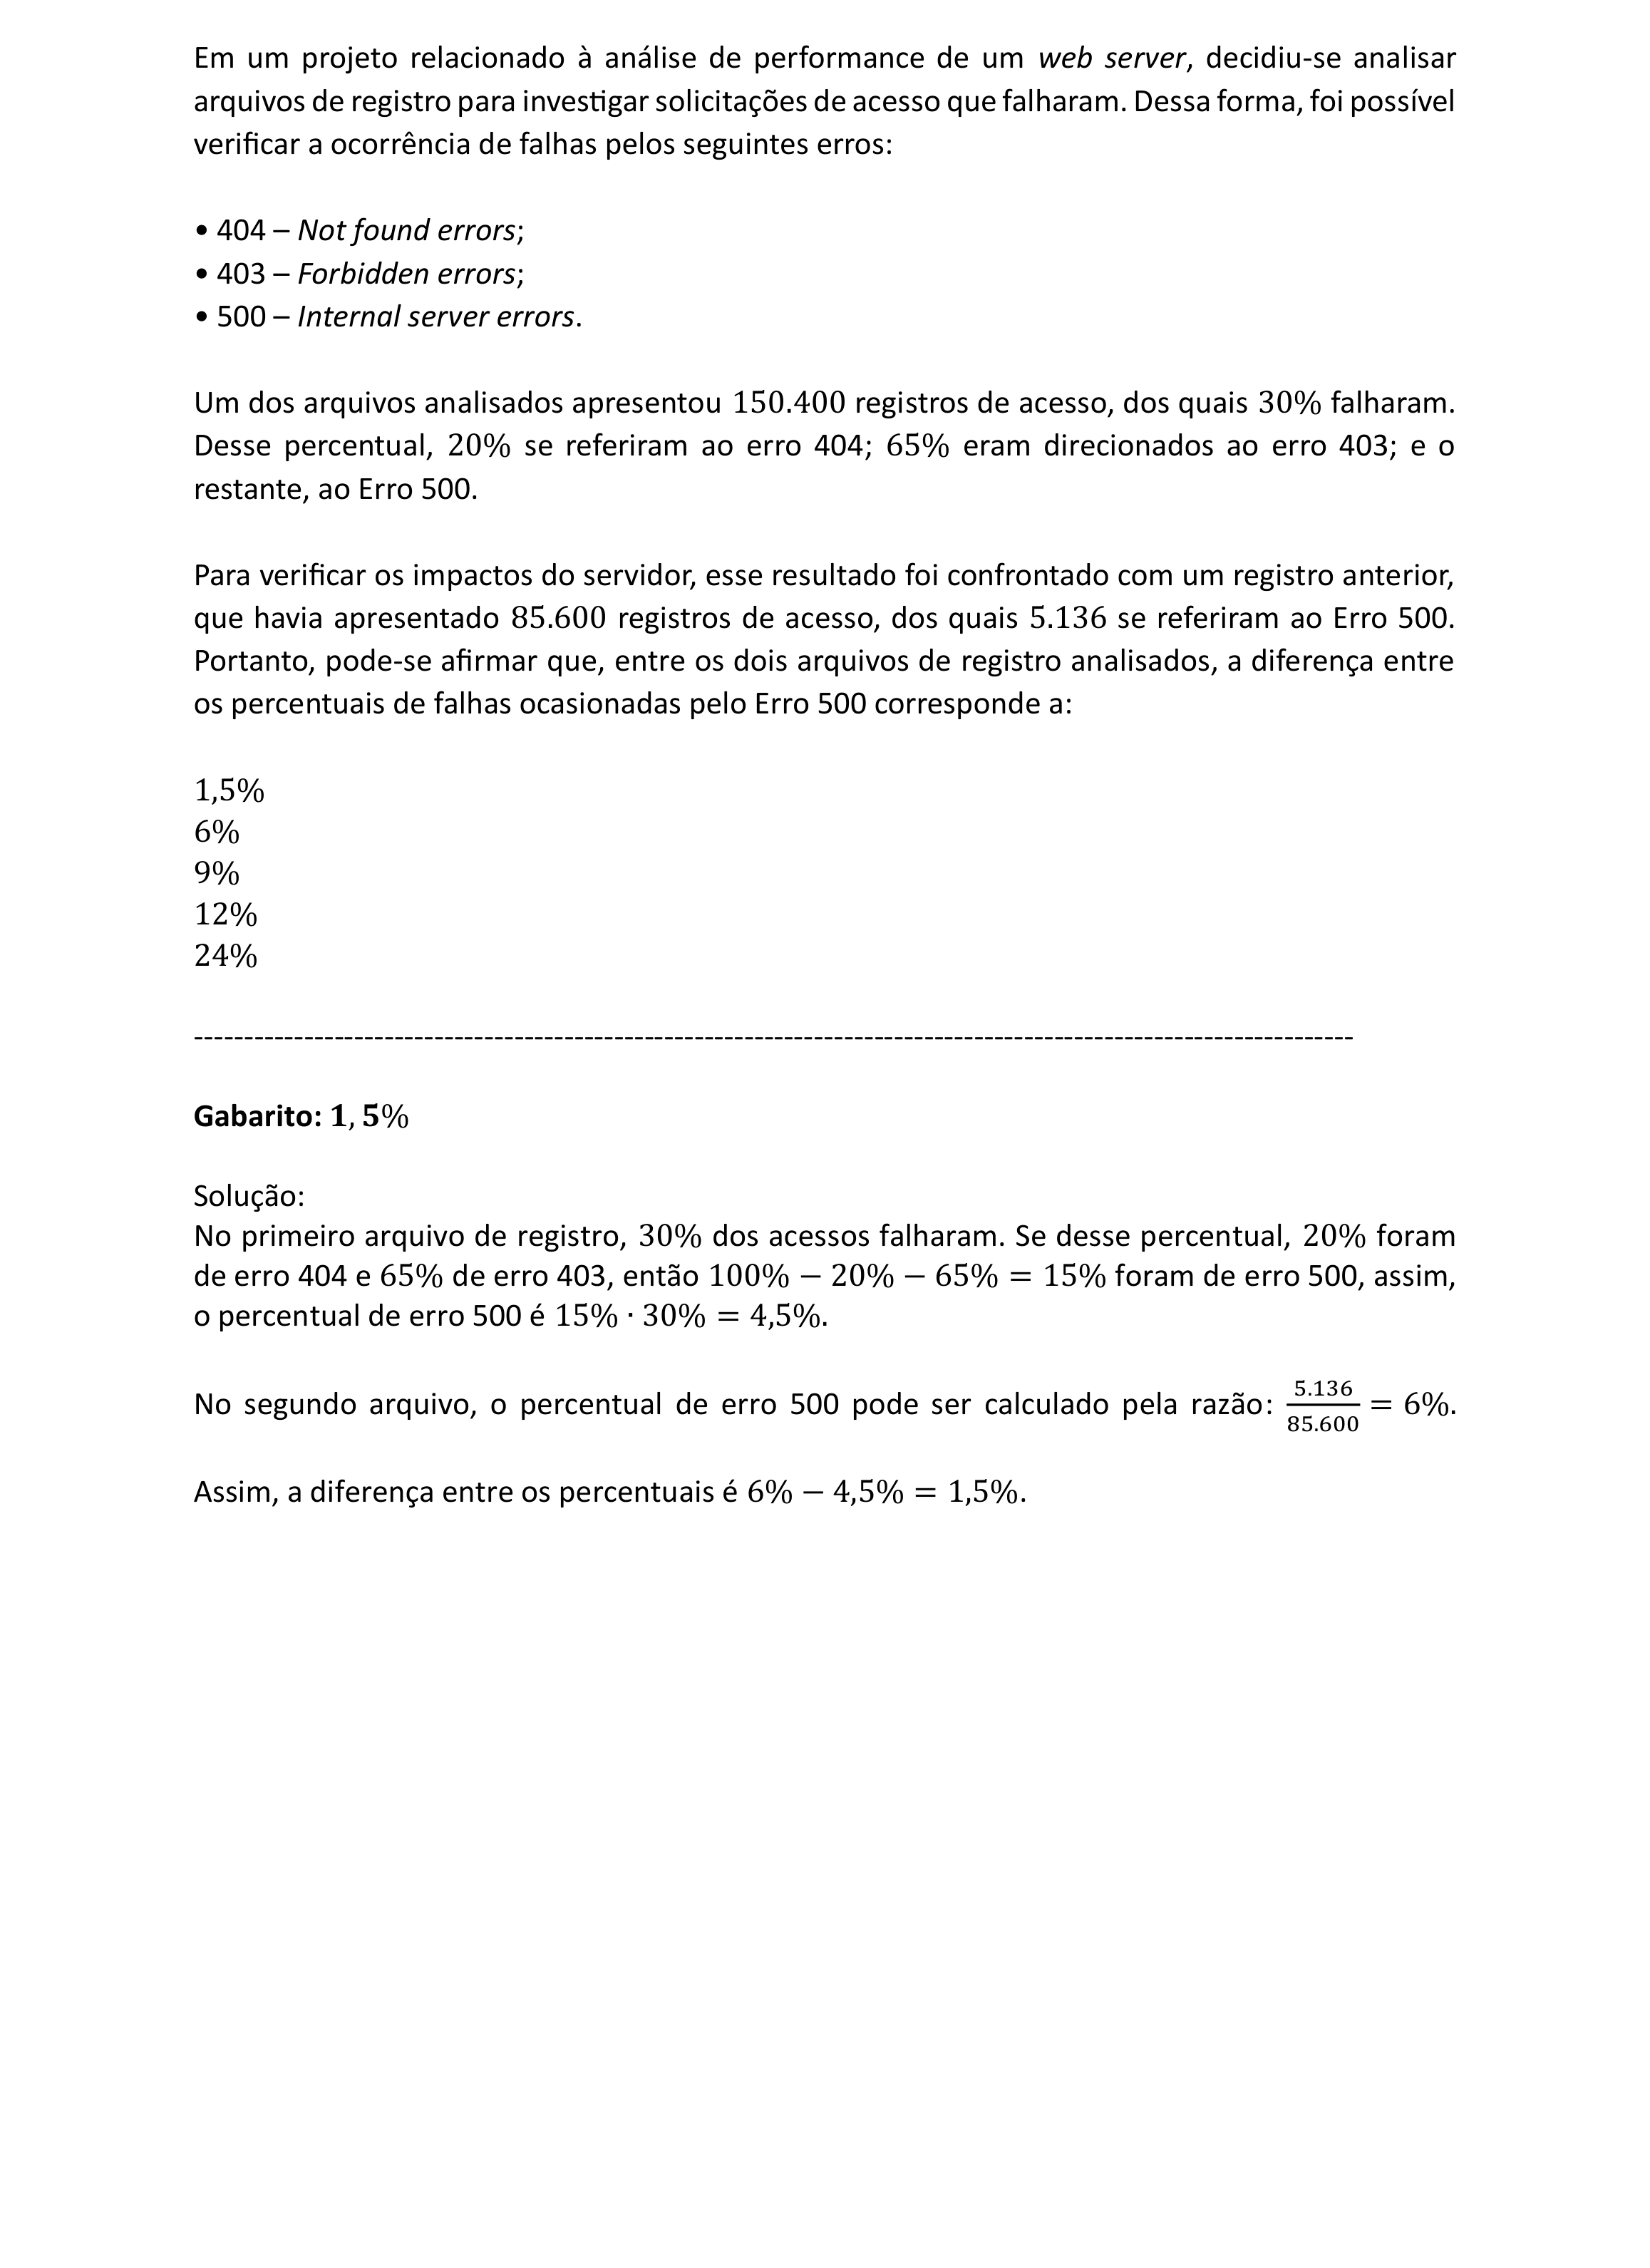 Em um projeto relacionado à análise de performance de um web server, decidiu-se analisar
arquivos de registro para investigar solicitações de acesso que falharam. Dessa forma, foi possível
verificar a ocorrência de falhas pelos seguintes erros:
• 404 – Not found errors;
• 403 – Forbidden errors;
• 500 – Internal server errors.
Um dos arquivos analisados apresentou 150.400 registros de acesso, dos quais 30% falharam.
Desse percentual, 20% se referiram ao erro 404; 65% eram direcionados ao erro 403; e o
restante, ao Erro 500.
Para verificar os impactos do servidor, esse resultado foi confrontado com um registro anterior,
que havia apresentado 85.600 registros de acesso, dos quais 5.136 se referiram ao Erro 500.
Portanto, pode-se afirmar que, entre os dois arquivos de registro analisados, a diferença entre
os percentuais de falhas ocasionadas pelo Erro 500 corresponde a:
1,5%
6%
9%
12%
24%
--------------------------------------------------------------------------------------------------------------------
Gabarito: 1, 5%
Solução:
No primeiro arquivo de registro, 30% dos acessos falharam. Se desse percentual, 20% foram
de erro 404 e 65% de erro 403, então 100% − 20% − 65% = 15% foram de erro 500, assim,
o percentual de erro 500 é 15% · 30% = 4,5%.
No segundo arquivo, o percentual de erro 500 pode ser calculado pela razão: 5.136/85.600 = 6%.
Assim, a diferença entre os percentuais é 6% − 4,5% = 1,5%.